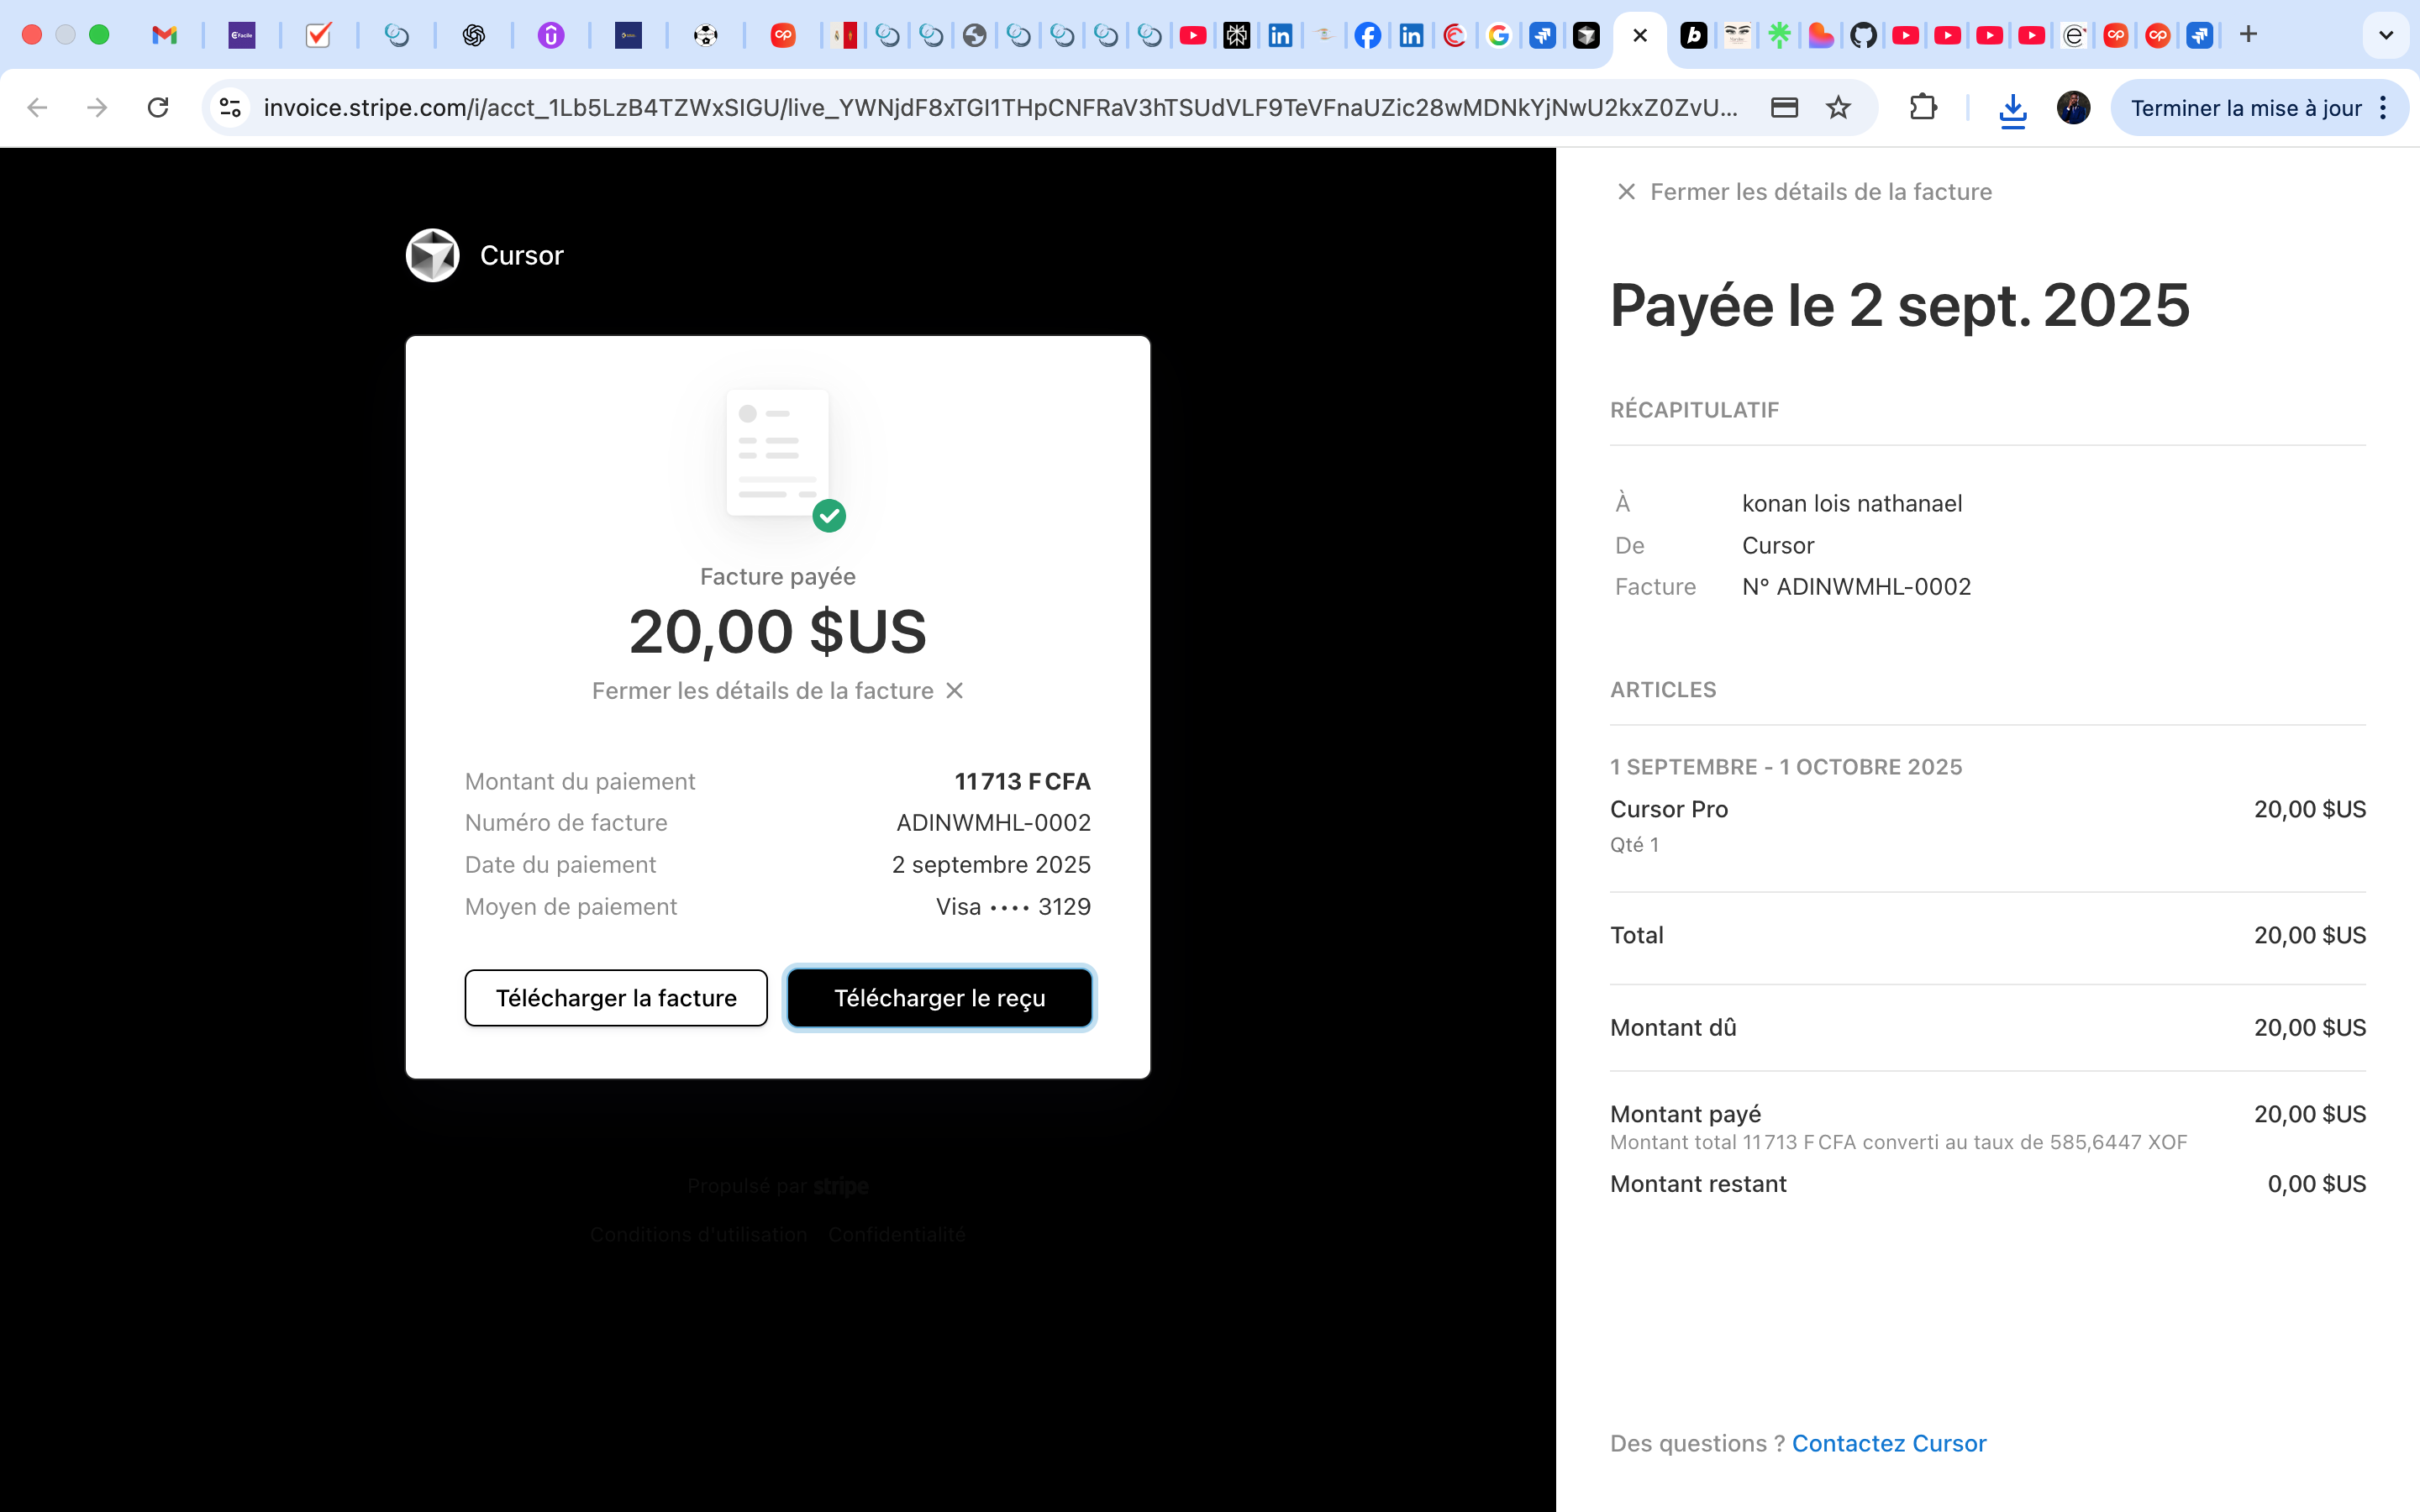 invoice.stripe.com/i/acct_1Lb5LzB4TZWxSIGU/live_YWNjdF8xTGI1THpCNFRaV3hTSUdVLF9TeVFnaUZic28wMDNkYjNwU2kxZ0ZvU...
Terminer la mise à jour
Cursor
Facture payée
20,00 $US
Fermer les détails de la facture
Montant du paiement 11 713 F CFA
Numéro de facture ADINWMHL-0002
Date du paiement 2 septembre 2025
Moyen de paiement Visa •••• 3129
Télécharger la facture Télécharger le reçu
Propulsé par stripe
Conditions d'utilisation Confidentialité
Fermer les détails de la facture
Payée le 2 sept. 2025
RÉCAPITULATIF
À konan lois nathanael
De Cursor
Facture N° ADINWMHL-0002
ARTICLES
1 SEPTEMBRE - 1 OCTOBRE 2025
Cursor Pro 20,00 $US
Qté 1
Total 20,00 $US
Montant dû 20,00 $US
Montant payé 20,00 $US
Montant total 11 713 F CFA converti au taux de 585,6447 XOF
Montant restant 0,00 $US
Des questions ? Contactez Cursor